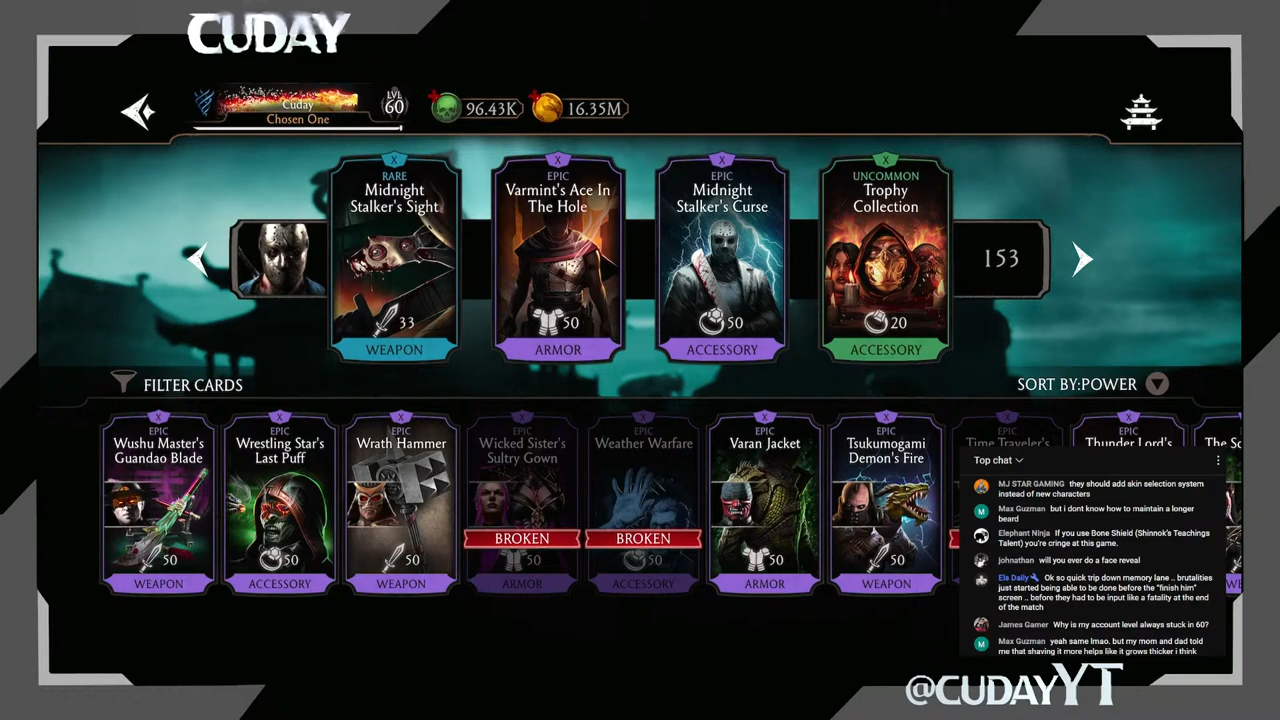 CUDAY
Cuday
Chosen One
LVL
60
96.43K
16.35M
X
RARE
Midnight
Stalker's Sight
33
WEAPON
X
EPIC
Varmint's Ace In
The Hole
50
ARMOR
X
EPIC
Midnight
Stalker's Curse
50
ACCESSORY
X
UNCOMMON
Trophy
Collection
20
ACCESSORY
153
FILTER CARDS
SORT BY:POWER
X
EPIC
Wushu Master's
Guandao Blade
50
WEAPON
X
EPIC
Wrestling Star's
Last Puff
50
ACCESSORY
X
EPIC
Wrath Hammer
50
WEAPON
X
EPIC
Wicked Sister's
Sultry Gown
BROKEN
50
ARMOR
X
EPIC
Weather Warfare
BROKEN
50
ACCESSORY
X
EPIC
Varan Jacket
50
ARMOR
X
EPIC
Tsukumogami
Demon's Fire
50
WEAPON
X
EPIC
Time Traveler's
X
EPIC
Thunder Lord's
The So
Top chat
MJ STAR GAMING they should add skin selection system
instead of new characters
M
Max Guzman but i dont know how to maintain a longer
beard
Elephant Ninja If you use Bone Shield (Shinnok's Teachings
Talent) you're cringe at this game.
johnathan will you ever do a face reveal
Els Daily Ok so quick trip down memory lane .. brutalities
just started being able to be done before the "finish him"
screen .. before they had to be input like a fatality at the end
of the match
James Gamer Why is my account level always stuck in 60?
M
Max Guzman yeah same lmao. but my mom and dad told
me that shaving it more helps like it grows thicker i think
@CUDAYYT